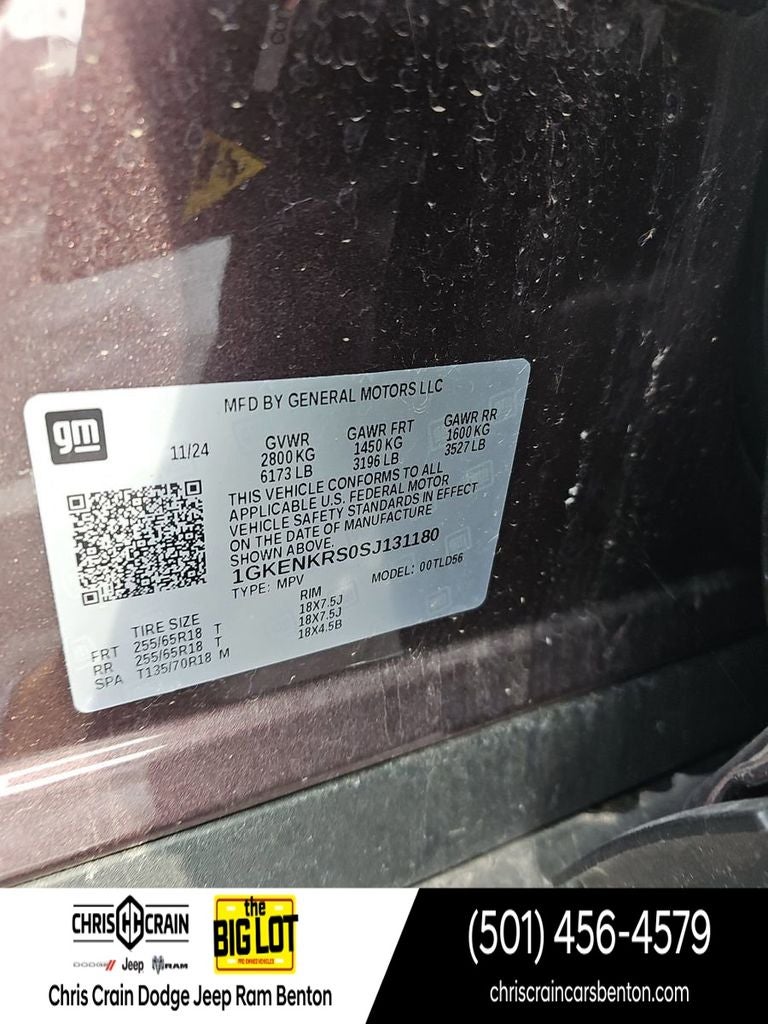 MFD BY GENERAL MOTORS LLC
gm
11/24
GVWR GAWR FRT GAWR RR
2800 KG 1450 KG 1600 KG
6173 LB 3196 LB 3527 LB
THIS VEHICLE CONFORMS TO ALL
APPLICABLE U.S. FEDERAL MOTOR
VEHICLE SAFETY STANDARDS IN EFFECT
ON THE DATE OF MANUFACTURE
SHOWN ABOVE.
1GKENKRS0SJ131180
TYPE: MPV MODEL: 00TLD56
TIRE SIZE RIM
FRT 255/65R18 T 18X7.5J
RR 255/65R18 T 18X7.5J
SPA T135/70R18 M 18X4.5B
CHRIS CRAIN
DODGE Jeep RAM
the
BIG LOT
PRE-OWNED VEHICLES
Chris Crain Dodge Jeep Ram Benton
(501) 456-4579
chriscraincarsbenton.com